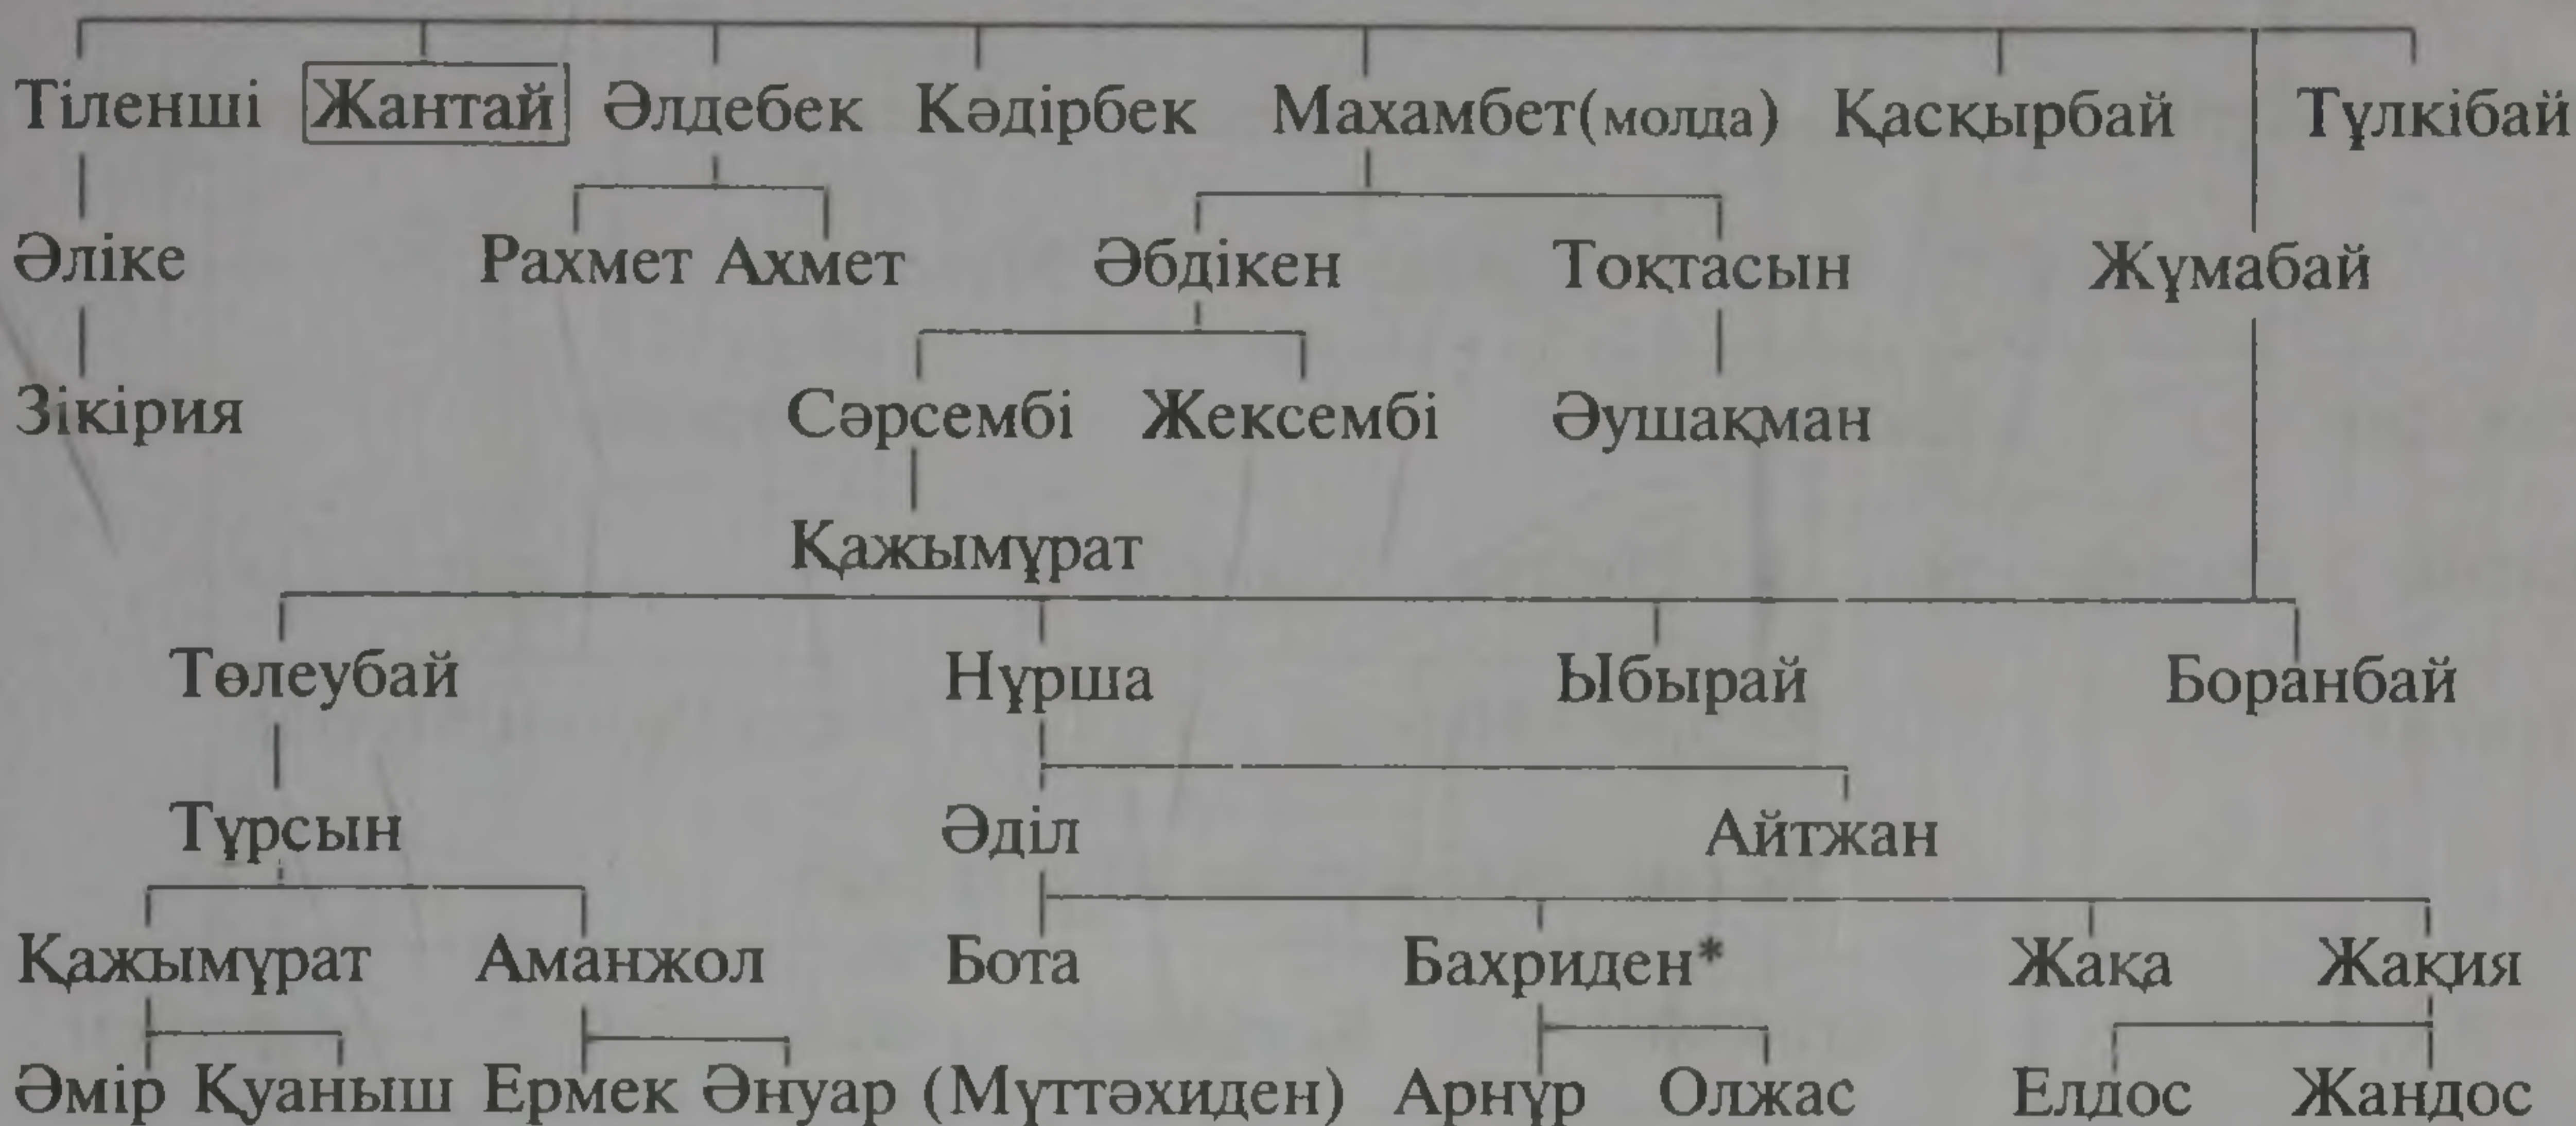 Тіленші Жантай Әлдебек Кәдірбек Махамбет(молда) Қасқырбай Түлкібай
Әліке Рахмет Ахмет Әбдікен Тоқтасын Жұмабай
Зікірия Сәрсембі Жексембі Әушақман
Қажымұрат
Төлеубай Нұрша Ыбырай Боранбай
Тұрсын Әділ Айтжан
Қажымұрат Аманжол Бота Бахриден* Жақа Жақия
Әмір Қуаныш Ермек Әнуар (Мүттәхиден) Арнұр Олжас Елдос Жандос